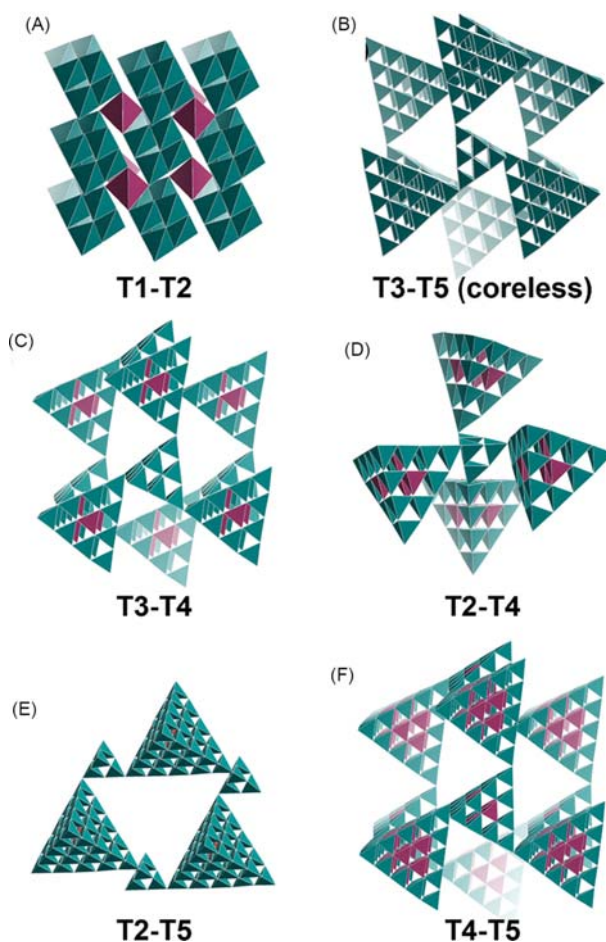 (A)
(B)
T1-T2
T3-T5 (coreless)
(C)
(D)
T3-T4
T2-T4
(E)
(F)
T2-T5
T4-T5